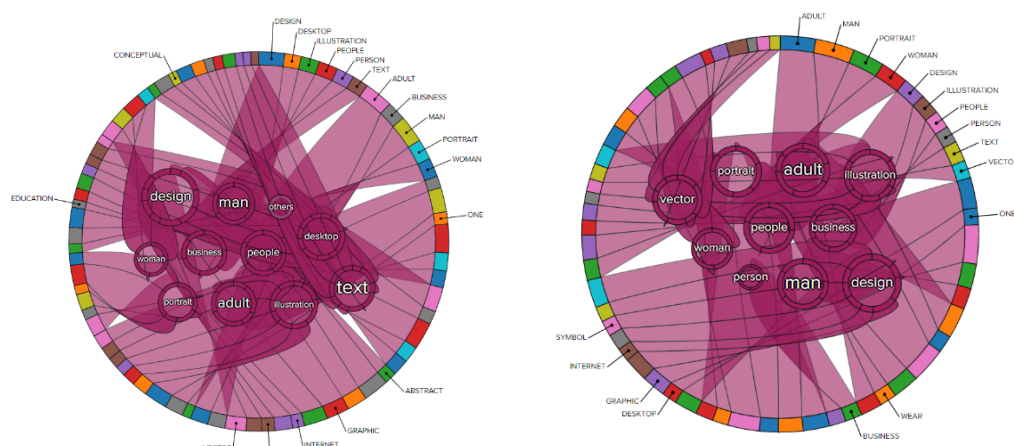 DESIGN
DESKTOP
ILLUSTRATION
PEOPLE
PERSON
TEXT
ADULT
BUSINESS
MAN
PORTRAIT
WOMAN
ONE
ABSTRACT
GRAPHIC
INTERNET
VECTOR
EDUCATION
CONCEPTUAL
design
man
others
desktop
woman
business
people
text
portrait
adult
illustration
ADULT
MAN
PORTRAIT
WOMAN
DESIGN
ILLUSTRATION
PEOPLE
PERSON
TEXT
VECTO
ONE
WEAR
BUSINESS
DESKTOP
GRAPHIC
INTERNET
SYMBOL
portrait
adult
illustration
vector
people
business
woman
person
man
design